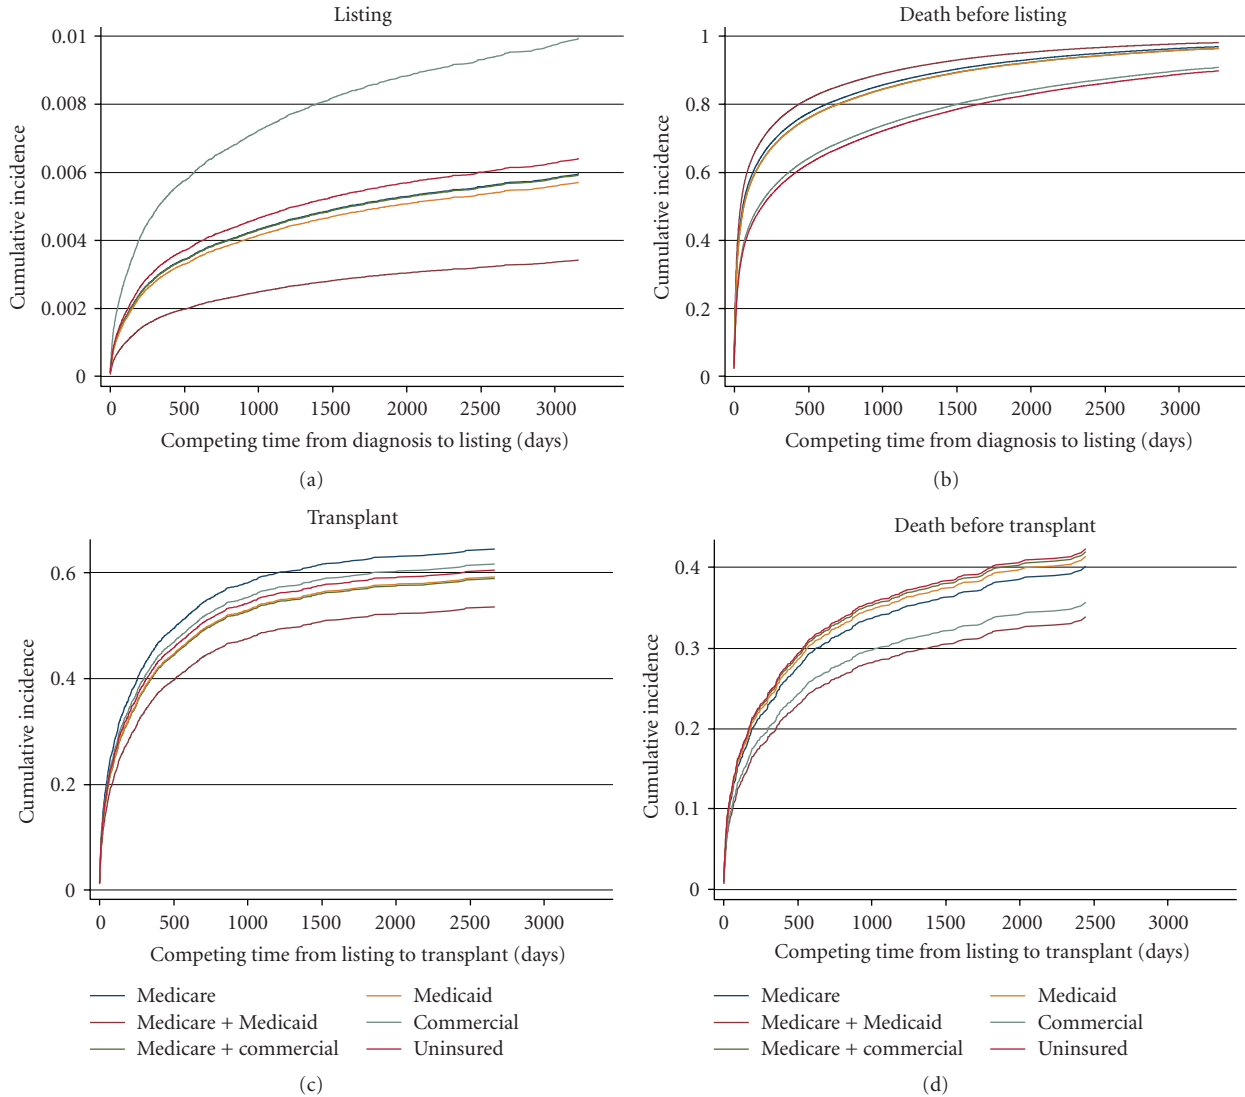 Listing
0.01
0.008
0.006
0.004
0.002
0
Cumulative incidence
0 500 1000 1500 2000 2500 3000
Competing time from diagnosis to listing (days)
(a)
Death before listing
1
0.8
0.6
0.4
0.2
0
Cumulative incidence
0 500 1000 1500 2000 2500 3000
Competing time from diagnosis to listing (days)
(b)
Transplant
0.6
0.4
0.2
0
Cumulative incidence
0 500 1000 1500 2000 2500 3000
Competing time from listing to transplant (days)
Medicare
Medicare + Medicaid
Medicare + commercial
Medicaid
Commercial
Uninsured
(c)
Death before transplant
0.4
0.3
0.2
0.1
0
Cumulative incidence
0 500 1000 1500 2000 2500 3000
Competing time from listing to transplant (days)
Medicare
Medicare + Medicaid
Medicare + commercial
Medicaid
Commercial
Uninsured
(d)